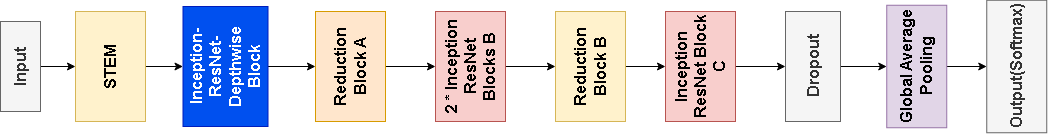 Input
STEM
Inception-
ResNet-
Depthwise
Block
Reduction
Block A
2 * Inception
ResNet
Blocks B
Reduction
Block B
Inception
ResNet Block
C
Dropout
Global Average
Pooling
Output(Softmax)